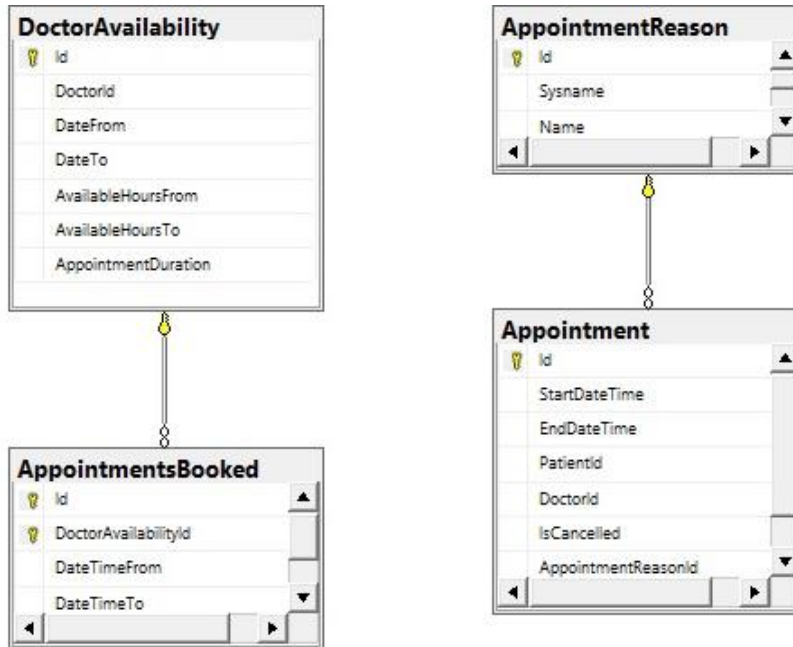 DoctorAvailability
Id
DoctorId
DateFrom
DateTo
AvailableHoursFrom
AvailableHoursTo
AppointmentDuration
AppointmentsBooked
Id
DoctorAvailabilityId
DateTimeFrom
DateTimeTo
AppointmentReason
Id
Sysname
Name
Appointment
Id
StartDateTime
EndDateTime
PatientId
DoctorId
IsCancelled
AppointmentReasonId